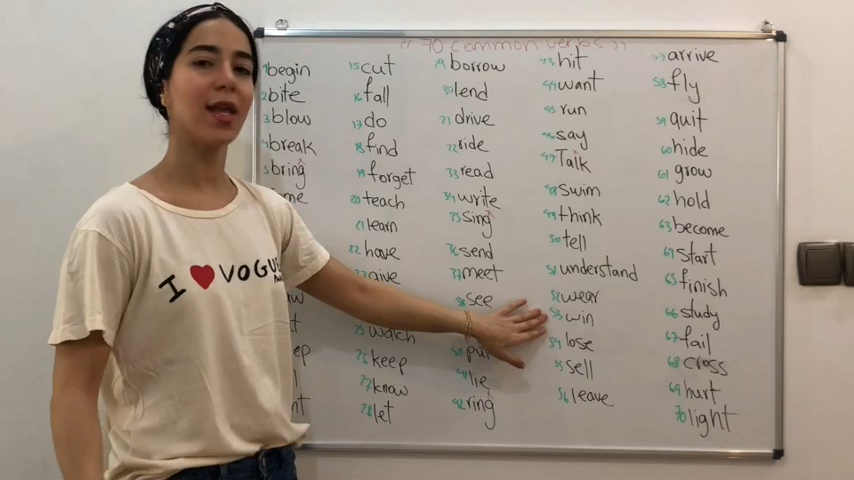 " 70 common verbs "
1 begin
2 bite
3 blow
4 break
5 bring
15 cut
16 fall
17 do
18 find
19 forget
20 teach
21 learn
22 have
give
25 watch
26 keep
27 know
28 let
29 borrow
30 lend
31 drive
32 ride
33 read
34 write
35 sing
36 send
37 meet
38 see
40 put
41 lie
42 ring
43 hit
44 want
45 run
46 say
47 Talk
48 swim
49 think
50 tell
51 understand
52 wear
53 win
54 lose
55 sell
56 leave
57 arrive
58 fly
59 quit
60 hide
61 grow
62 hold
63 become
64 start
65 finish
66 study
67 fail
68 cross
69 hurt
70 light
I ♥ VOGUE